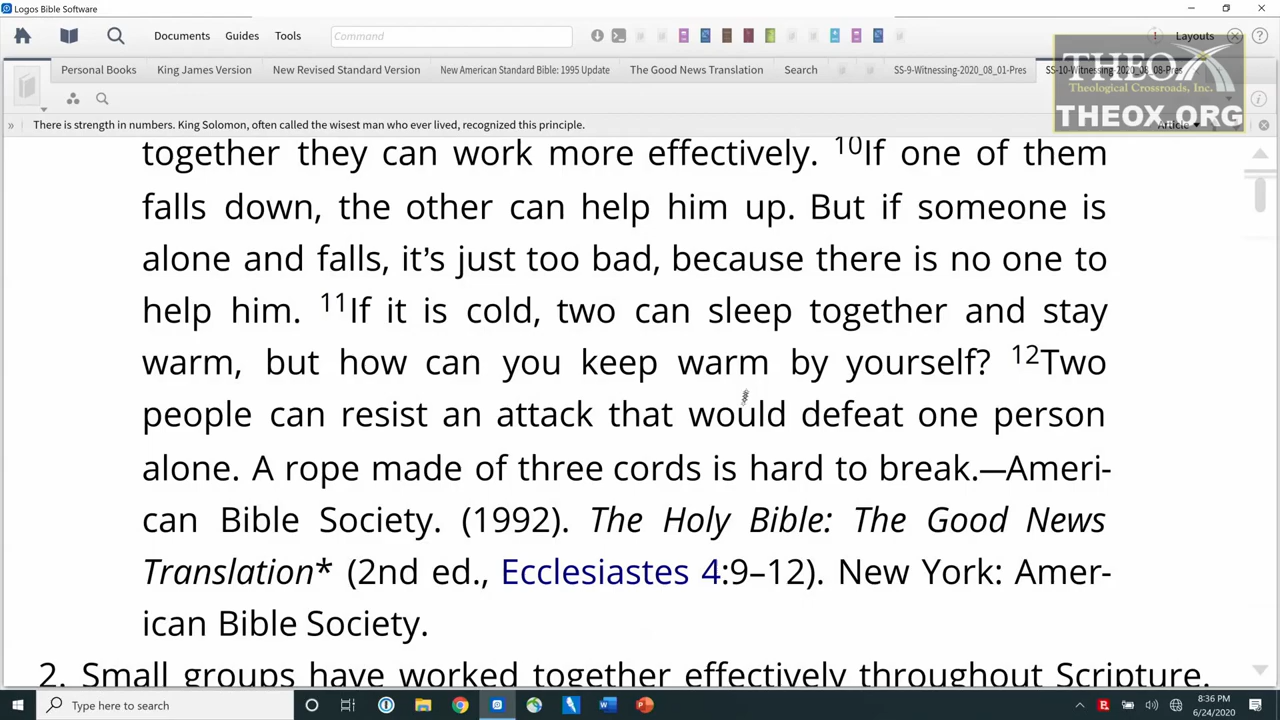 Logos Bible Software
Documents Guides Tools Command Layouts
THEOX
Theological Crossroads, Inc.
THEOX.ORG
Personal Books King James Version New Revised Stan can Standard Bible: 1995 Update The Good News Translation Search SS-9-Witnessing-2020_08_01-Pres SS-10-Witnessing-2020_08_08-Pres
There is strength in numbers. King Solomon, often called the wisest man who ever lived, recognized this principle. Article
together they can work more effectively. 10If one of them
falls down, the other can help him up. But if someone is
alone and falls, it's just too bad, because there is no one to
help him. 11If it is cold, two can sleep together and stay
warm, but how can you keep warm by yourself? 12Two
people can resist an attack that would defeat one person
alone. A rope made of three cords is hard to break.—Ameri-
can Bible Society. (1992). The Holy Bible: The Good News
Translation* (2nd ed., Ecclesiastes 4:9–12). New York: Amer-
ican Bible Society.
2. Small groups have worked together effectively throughout Scripture.
Type here to search
8:36 PM
6/24/2020